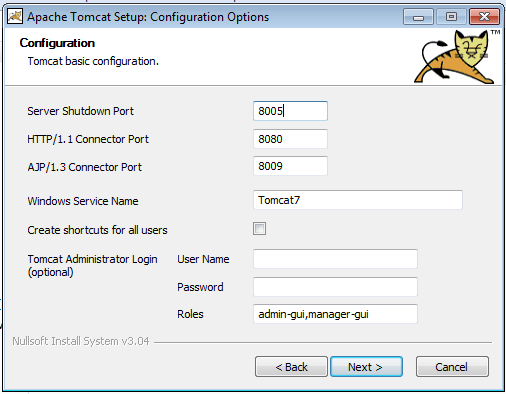 Apache Tomcat Setup: Configuration Options
Configuration
Tomcat basic configuration.
TM
Server Shutdown Port 8005
HTTP/1.1 Connector Port 8080
AJP/1.3 Connector Port 8009
Windows Service Name Tomcat7
Create shortcuts for all users
Tomcat Administrator Login User Name
(optional)
Password
Roles admin-gui,manager-gui
Nullsoft Install System v3.04
< Back Next > Cancel